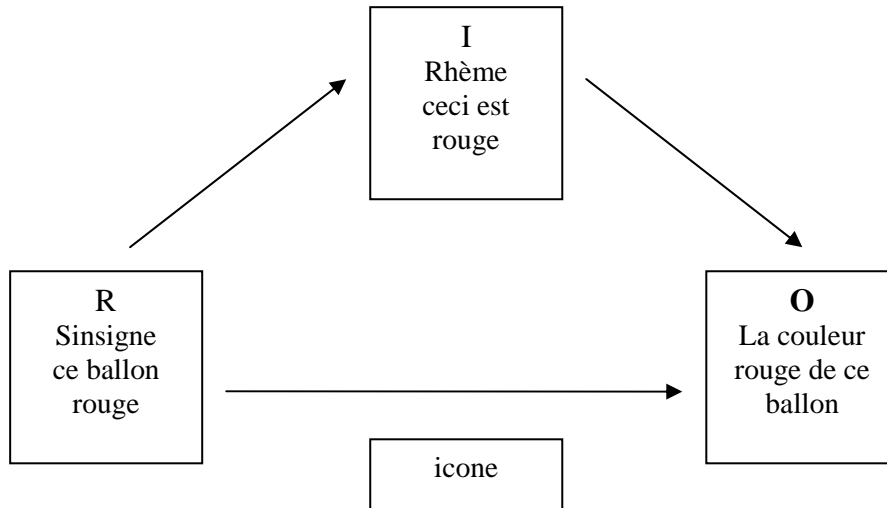 I
Rhème
ceci est
rouge
R
Sinsigne
ce ballon
rouge
O
La couleur
rouge de ce
ballon
icone